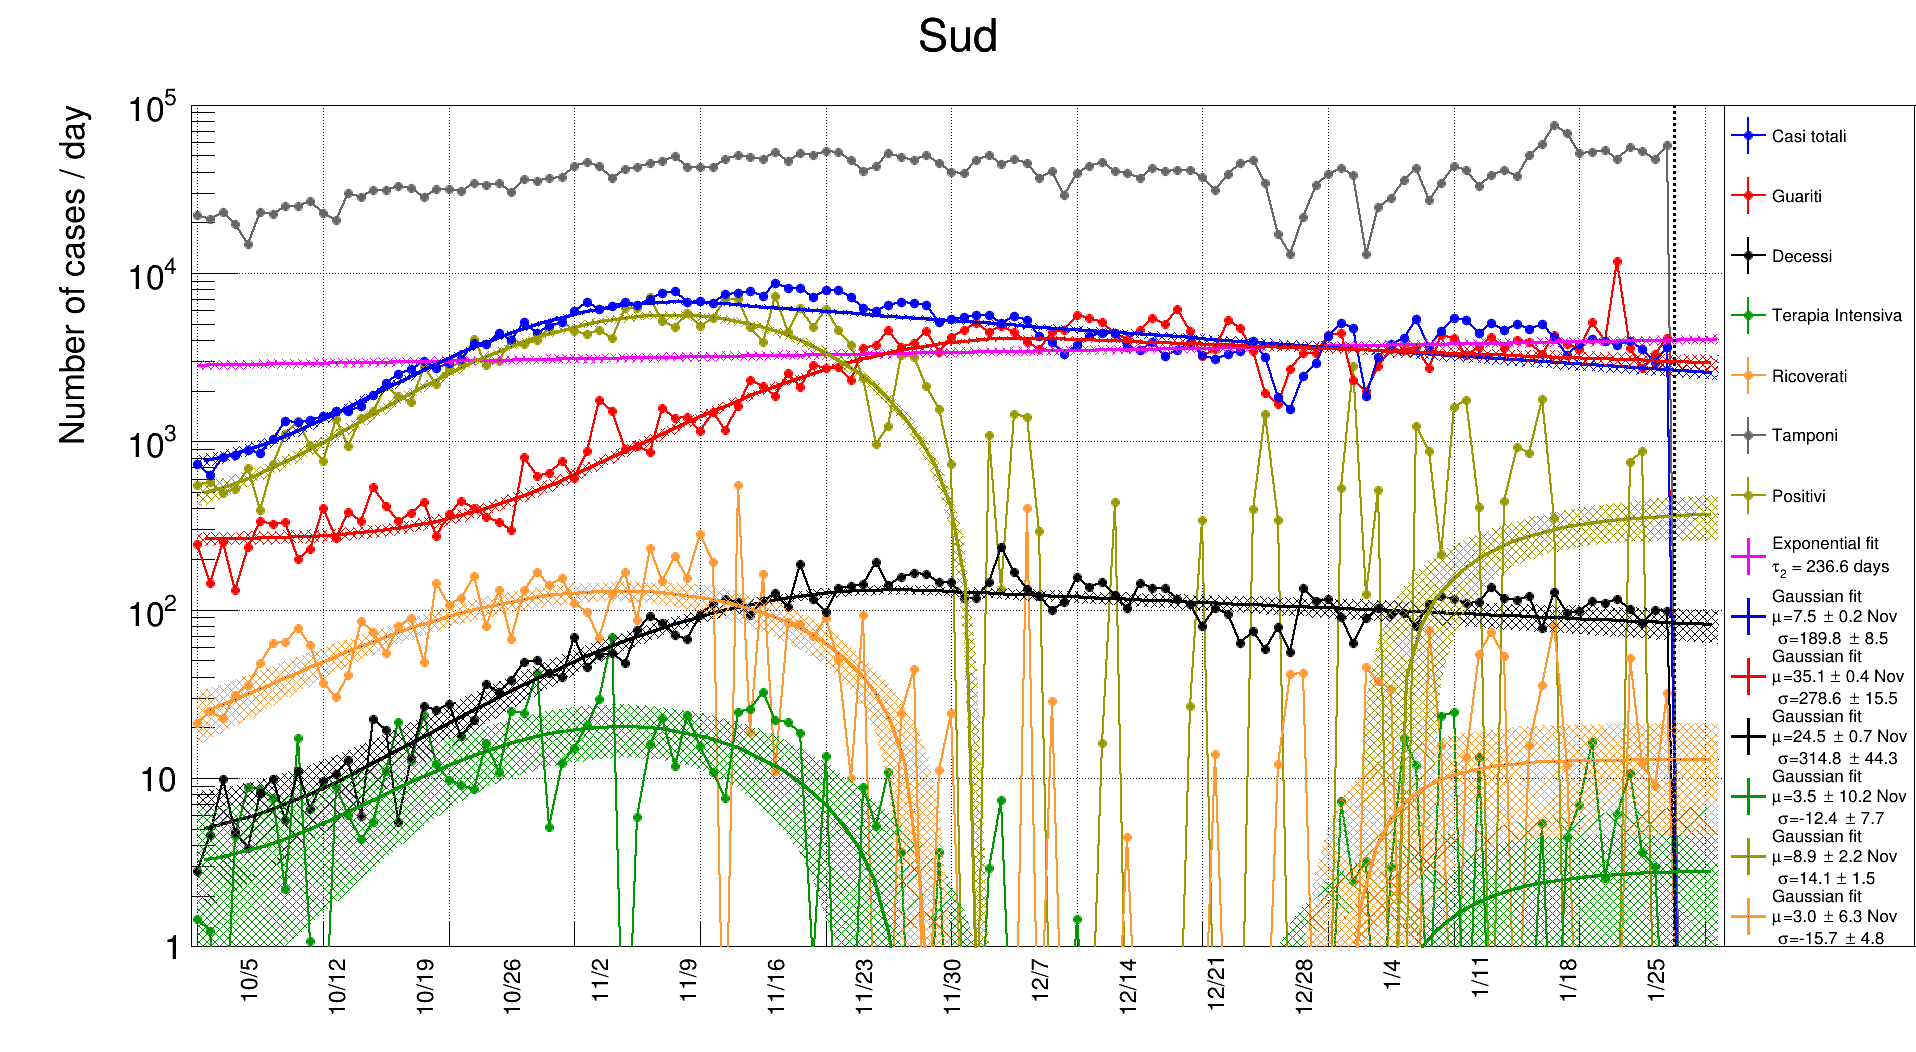 Sud
Number of cases / day
10^5
10^4
10^3
10^2
10
1
10/5
10/12
10/19
10/26
11/2
11/9
11/16
11/23
11/30
12/7
12/14
12/21
12/28
1/4
1/11
1/18
1/25
Casi totali
Guariti
Decessi
Terapia Intensiva
Ricoverati
Tamponi
Positivi
Exponential fit
τ₂ = 236.6 days
Gaussian fit
μ=7.5 ± 0.2 Nov
σ=189.8 ± 8.5
Gaussian fit
μ=35.1 ± 0.4 Nov
σ=278.6 ± 15.5
Gaussian fit
μ=24.5 ± 0.7 Nov
σ=314.8 ± 44.3
Gaussian fit
μ=3.5 ± 10.2 Nov
σ=-12.4 ± 7.7
Gaussian fit
μ=8.9 ± 2.2 Nov
σ=14.1 ± 1.5
Gaussian fit
μ=3.0 ± 6.3 Nov
σ=-15.7 ± 4.8